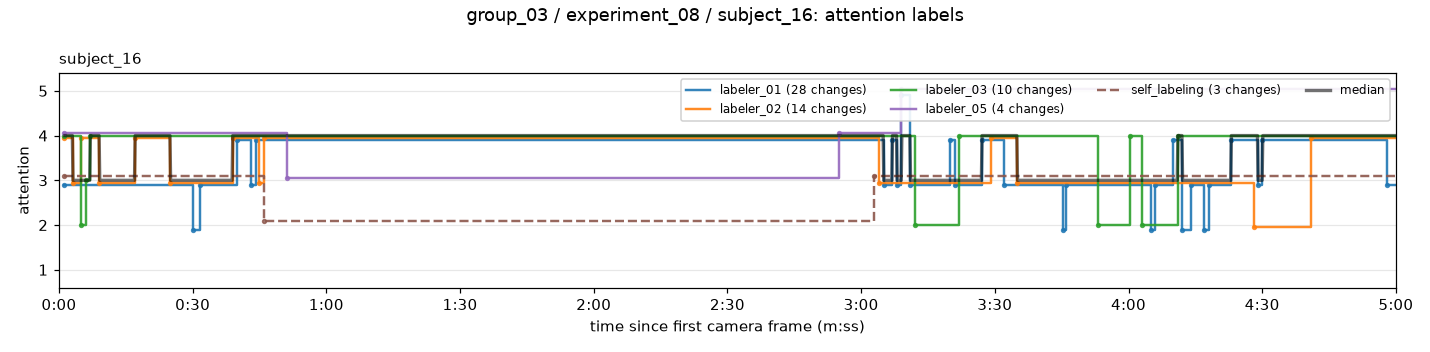 group_03 / experiment_08 / subject_16: attention labels
subject_16
labeler_01 (28 changes)
labeler_02 (14 changes)
labeler_03 (10 changes)
labeler_05 (4 changes)
self_labeling (3 changes)
median
attention
5
4
3
2
1
0:00 0:30 1:00 1:30 2:00 2:30 3:00 3:30 4:00 4:30 5:00
time since first camera frame (m:ss)